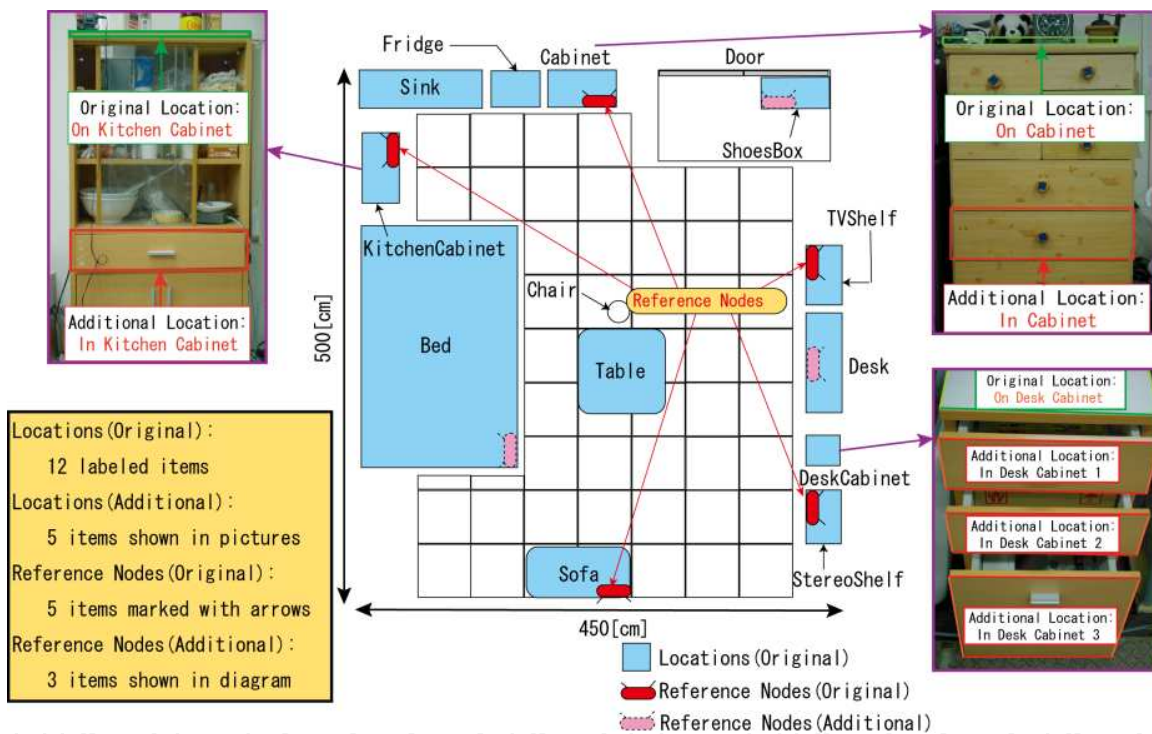 Original Location:
On Kitchen Cabinet
Additional Location:
In Kitchen Cabinet
Fridge
Cabinet
Door
Sink
ShoesBox
KitchenCabinet
TVShelf
Chair
Reference Nodes
500[cm]
Bed
Table
Desk
DeskCabinet
Sofa
StereoShelf
450[cm]
Original Location:
On Cabinet
Additional Location:
In Cabinet
Original Location:
On Desk Cabinet
Additional Location:
In Desk Cabinet 1
Additional Location:
In Desk Cabinet 2
Additional Location:
In Desk Cabinet 3
Locations(Original):
12 labeled items
Locations(Additional):
5 items shown in pictures
Reference Nodes(Original):
5 items marked with arrows
Reference Nodes(Additional):
3 items shown in diagram
Locations(Original)
Reference Nodes(Original)
Reference Nodes(Additional)